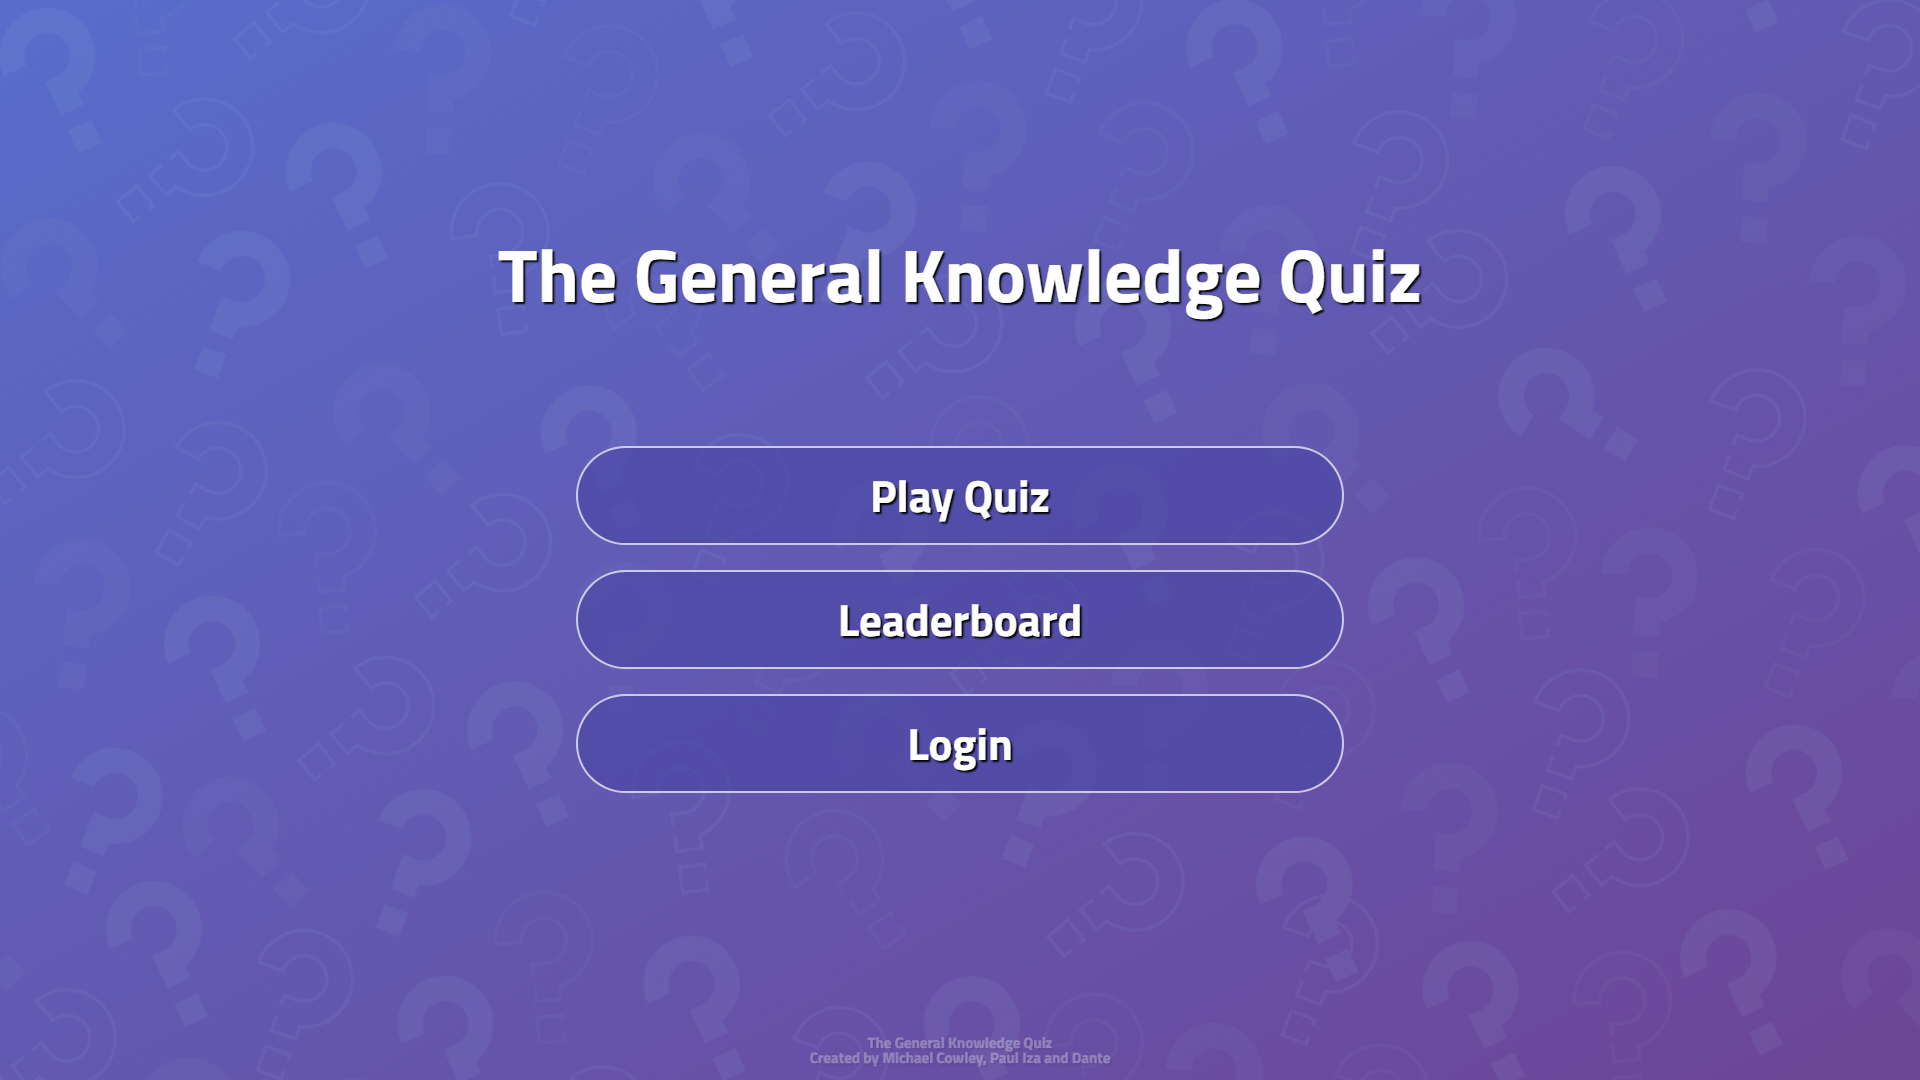 The General Knowledge Quiz
Play Quiz
Leaderboard
Login
The General Knowledge Quiz
Created by Michael Cowley, Paul Iza and Dante